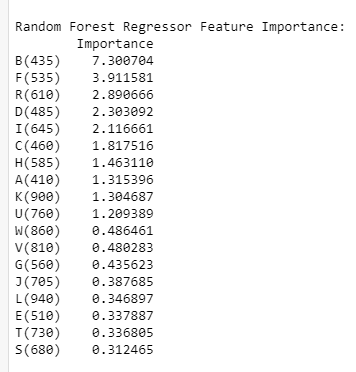 Random Forest Regressor Feature Importance:
Importance
B(435) 7.300704
F(535) 3.911581
R(610) 2.890666
D(485) 2.303092
I(645) 2.116661
C(460) 1.817516
H(585) 1.463110
A(410) 1.315396
K(900) 1.304687
U(760) 1.209389
W(860) 0.486461
V(810) 0.480283
G(560) 0.435623
J(705) 0.387685
L(940) 0.346897
E(510) 0.337887
T(730) 0.336805
S(680) 0.312465